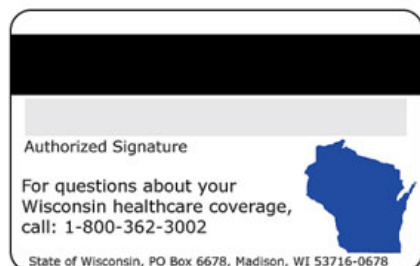 Authorized Signature
For questions about your
Wisconsin healthcare coverage,
call: 1-800-362-3002
State of Wisconsin, PO Box 6678, Madison, WI 53716-0678